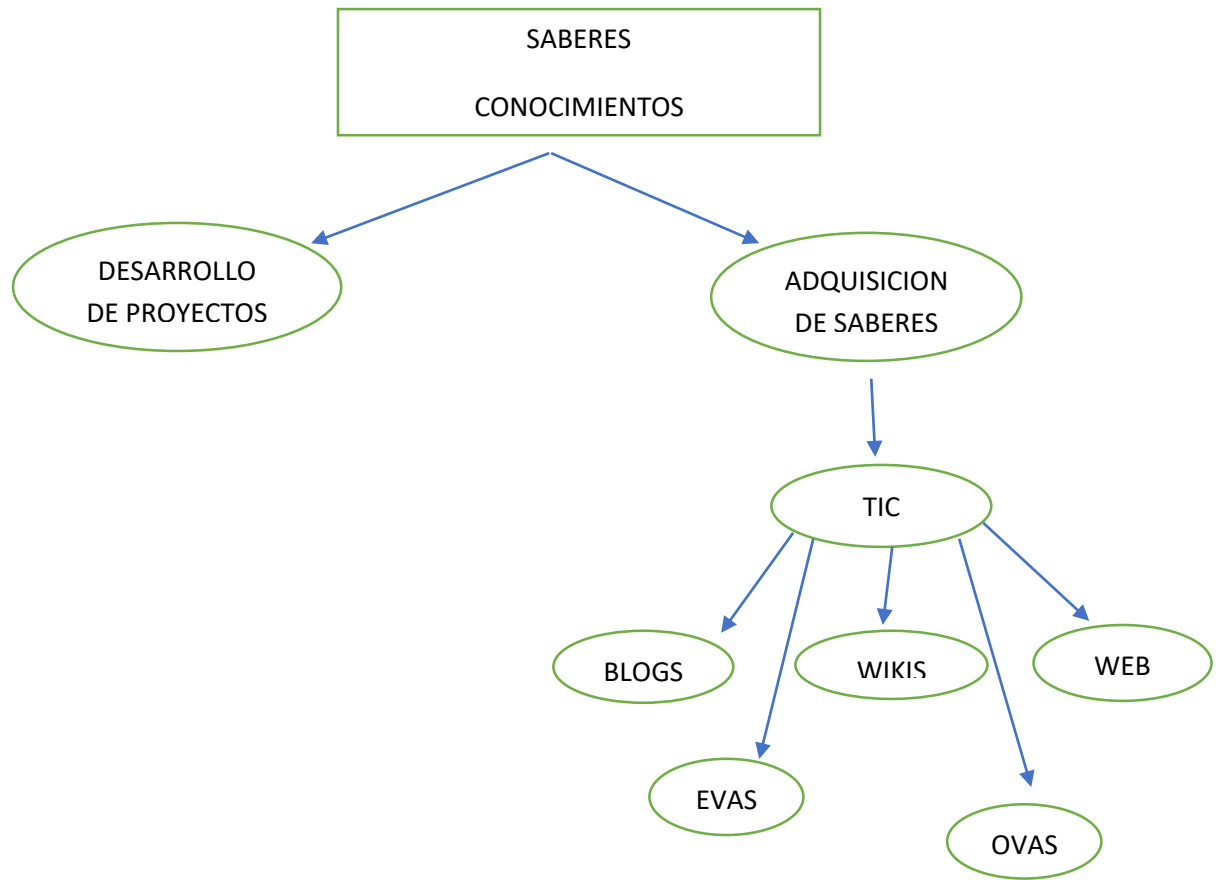 SABERES
CONOCIMIENTOS
DESARROLLO
DE PROYECTOS
ADQUISICION
DE SABERES
TIC
BLOGS
WIKIS
WEB
EVAS
OVAS